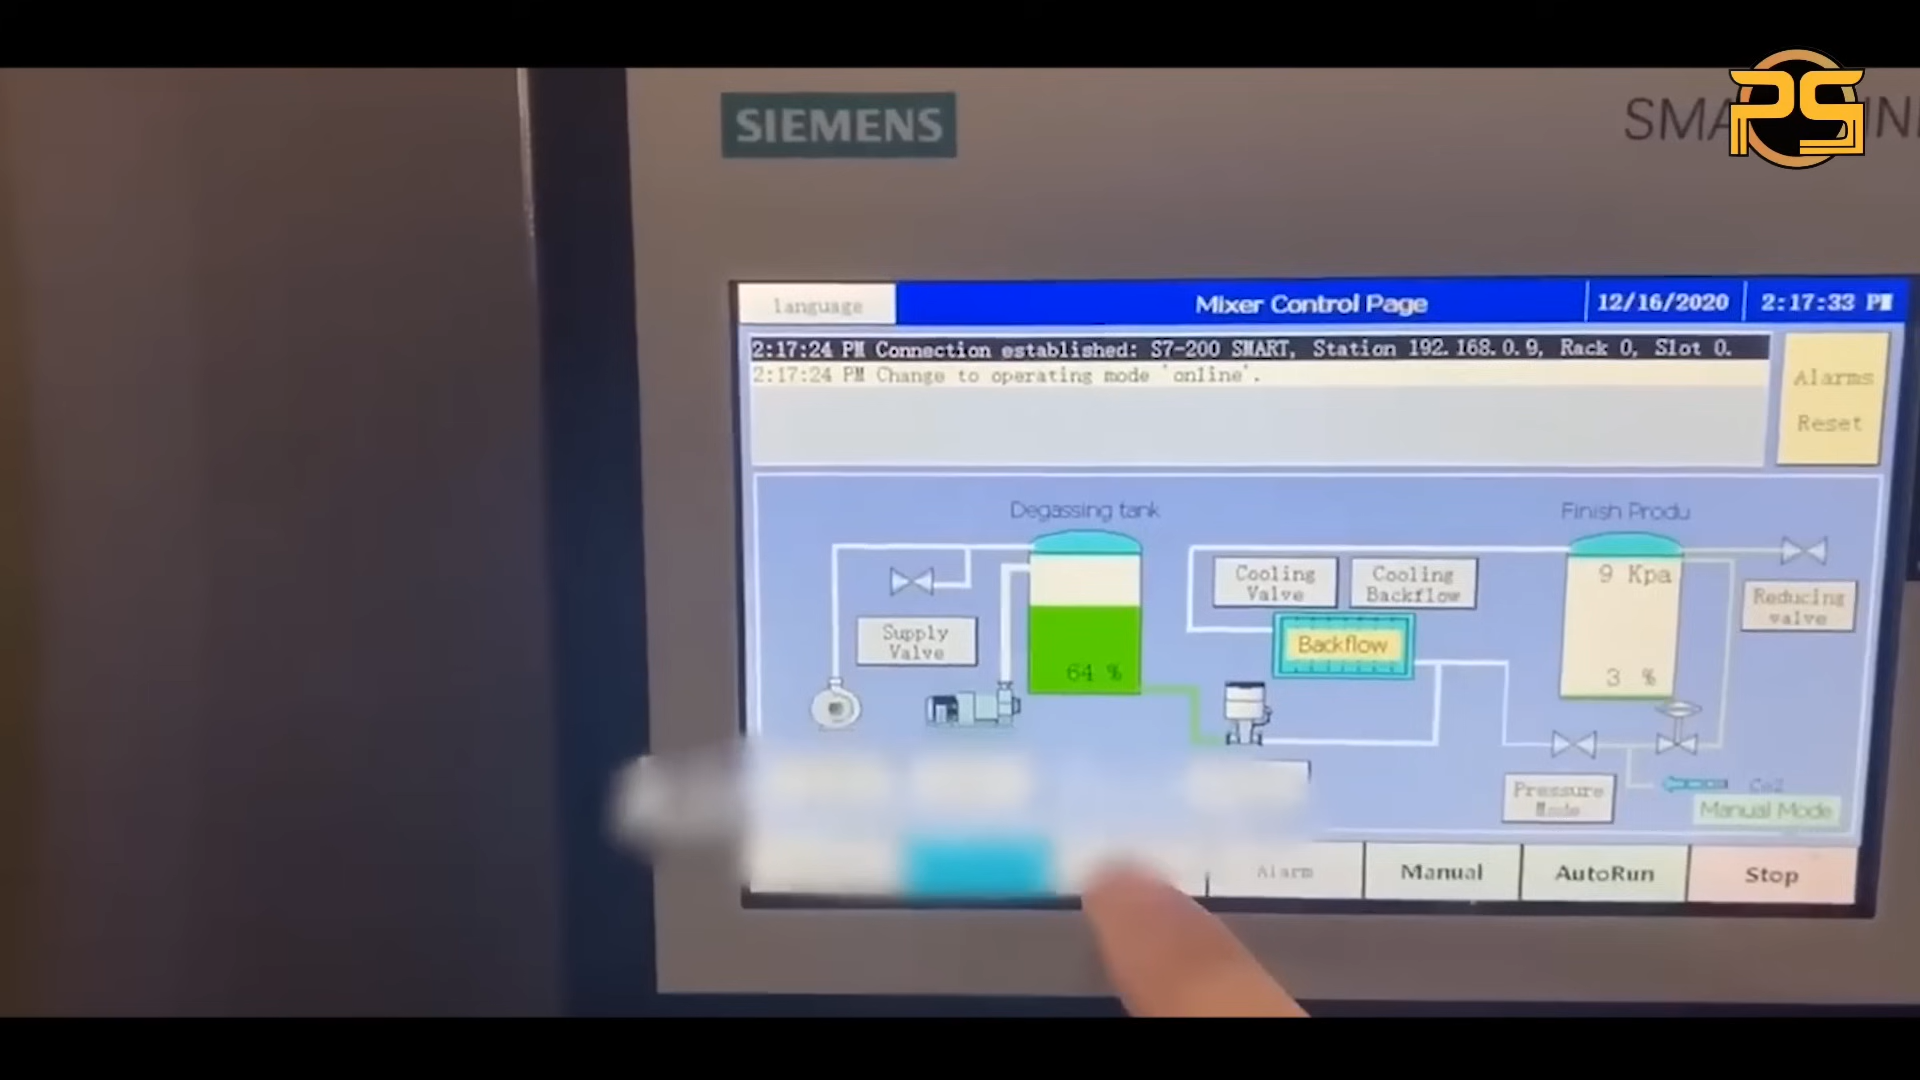 SIEMENS
SMA
PS
language
Mixer Control Page
12/16/2020
2:17:33 PM
2:17:24 PM Connection established: S7-200 SMART, Station 192.168.0.9, Rack 0, Slot 0.
2:17:24 PM Change to operating mode 'online'.
Alarms
Reset
Degassing tank
Finish Produ
Cooling
Valve
Cooling
Backflow
9 Kpa
Reducing
valve
Supply
Valve
Backflow
64 %
3 %
Pressure
Mode
Co2
Manual Mode
Alarm
Manual
AutoRun
Stop